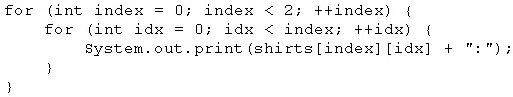 for (int index = 0; index < 2; ++index) {
    for (int idx = 0; idx < index; ++idx) {
        System.out.print(shirts[index][idx] + ":");
    }
}